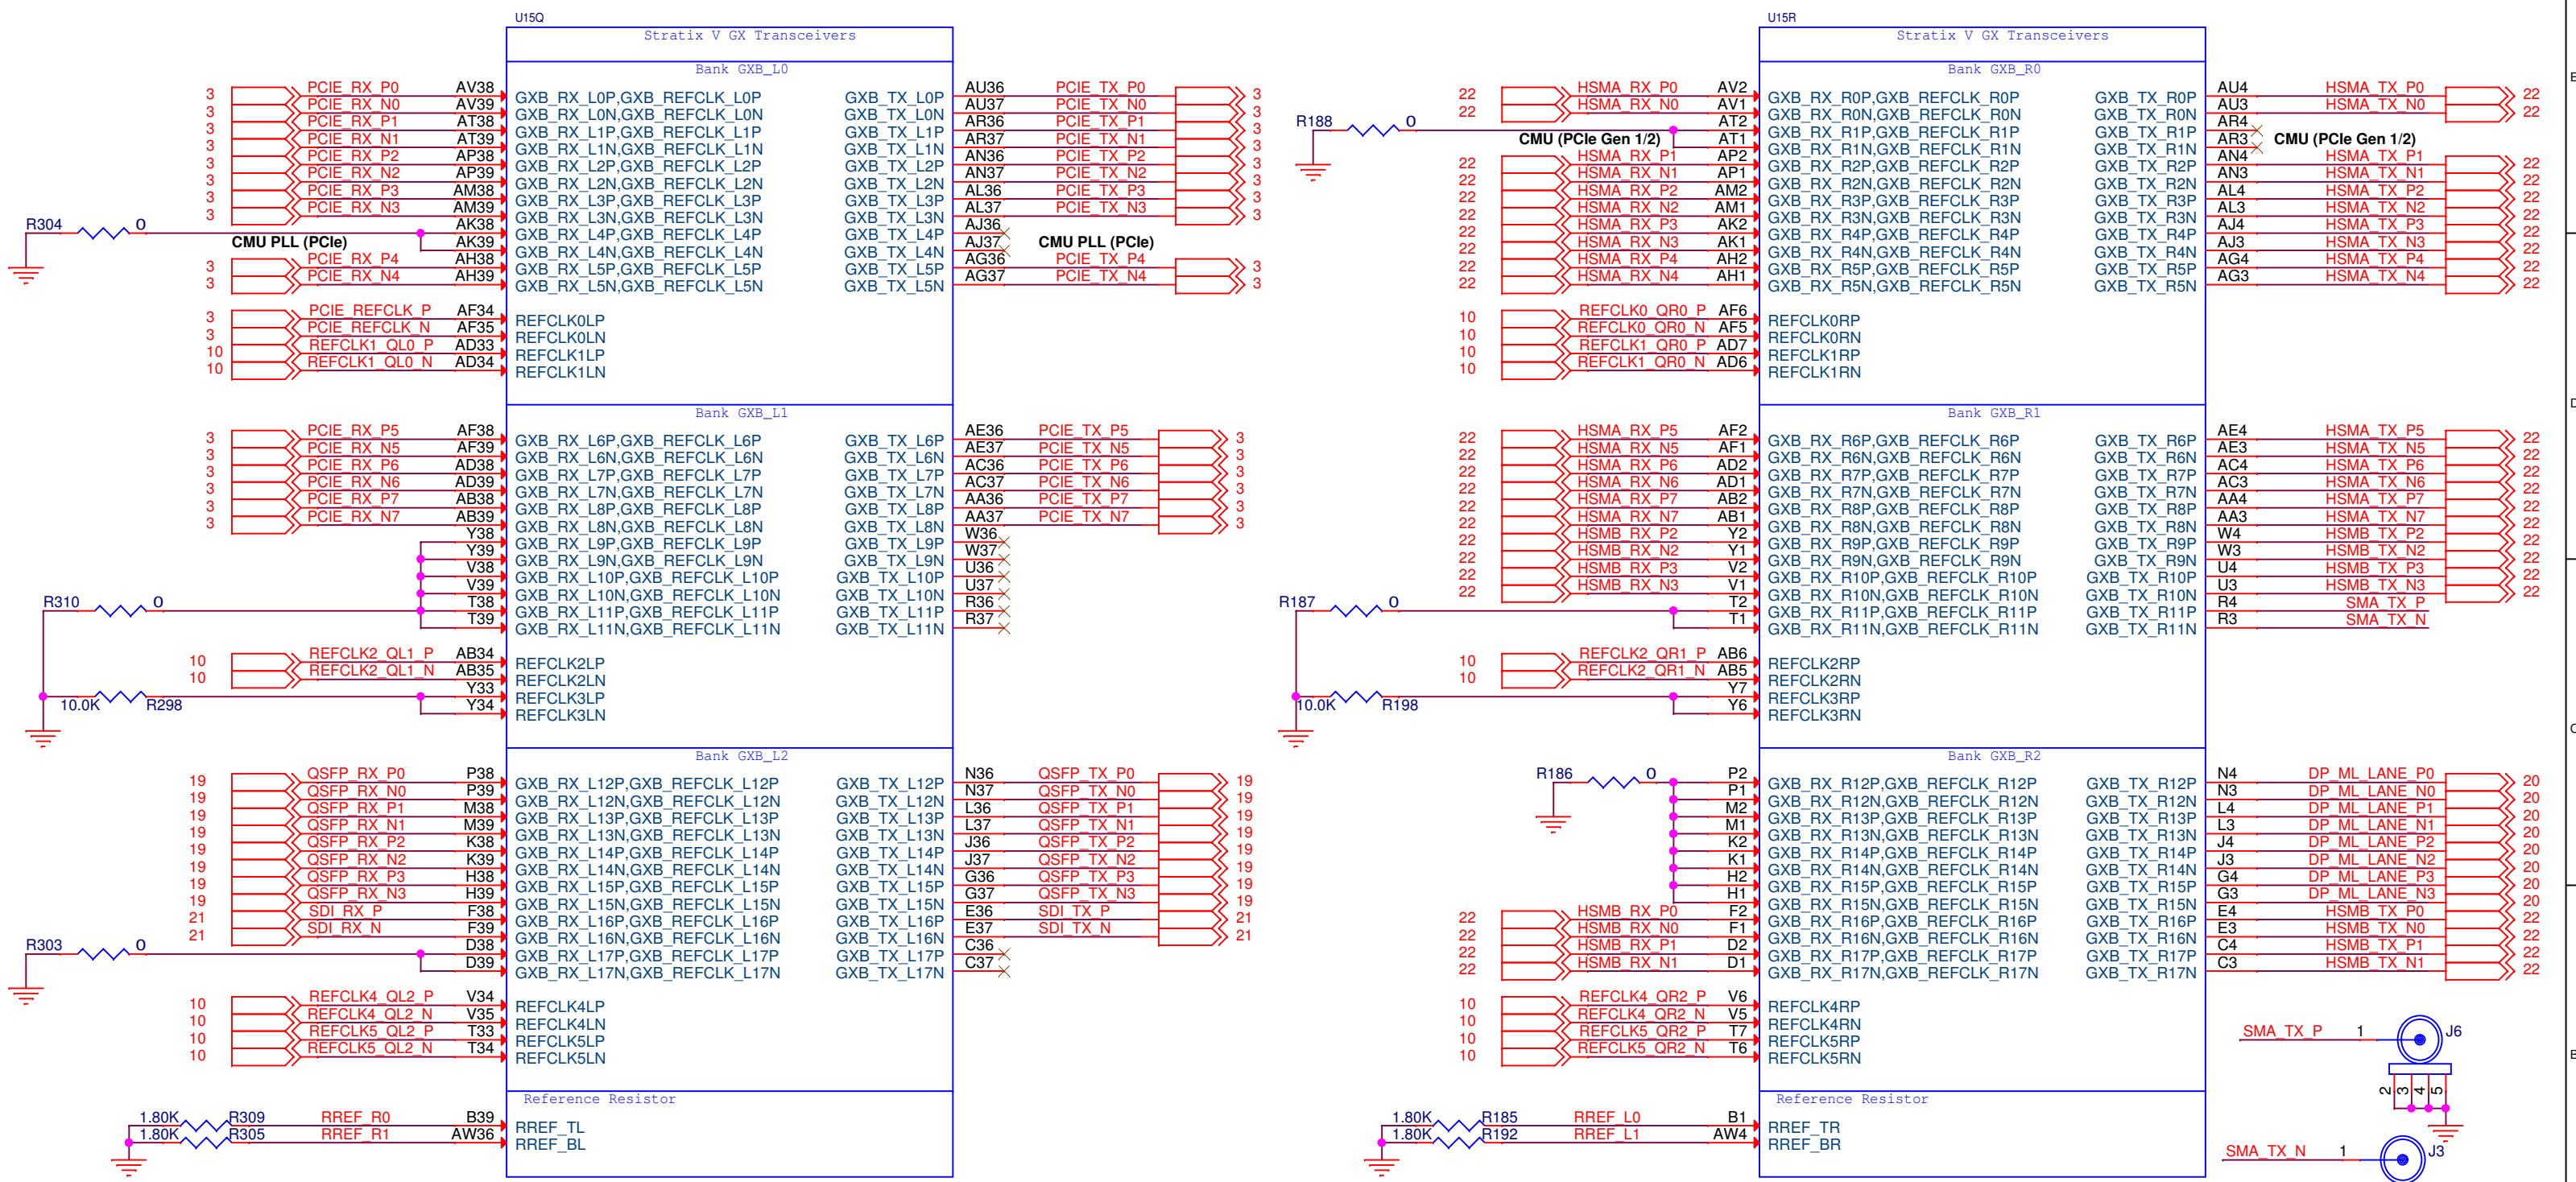 U15Q
Stratix V GX Transceivers
Bank GXB_L0
3 PCIE_RX_P0 AV38 GXB_RX_L0P,GXB_REFCLK_L0P GXB_TX_L0P AU36 PCIE_TX_P0 3
3 PCIE_RX_N0 AV39 GXB_RX_L0N,GXB_REFCLK_L0N GXB_TX_L0N AU37 PCIE_TX_N0 3
3 PCIE_RX_P1 AT38 GXB_RX_L1P,GXB_REFCLK_L1P GXB_TX_L1P AR36 PCIE_TX_P1 3
3 PCIE_RX_N1 AT39 GXB_RX_L1N,GXB_REFCLK_L1N GXB_TX_L1N AR37 PCIE_TX_N1 3
3 PCIE_RX_P2 AP38 GXB_RX_L2P,GXB_REFCLK_L2P GXB_TX_L2P AN36 PCIE_TX_P2 3
3 PCIE_RX_N2 AP39 GXB_RX_L2N,GXB_REFCLK_L2N GXB_TX_L2N AN37 PCIE_TX_N2 3
3 PCIE_RX_P3 AM38 GXB_RX_L3P,GXB_REFCLK_L3P GXB_TX_L3P AL36 PCIE_TX_P3 3
3 PCIE_RX_N3 AM39 GXB_RX_L3N,GXB_REFCLK_L3N GXB_TX_L3N AL37 PCIE_TX_N3 3
R304 0 AK38 GXB_RX_L4P,GXB_REFCLK_L4P GXB_TX_L4P AJ36
CMU PLL (PCIe) AK39 GXB_RX_L4N,GXB_REFCLK_L4N GXB_TX_L4N AJ37 CMU PLL (PCIe)
3 PCIE_RX_P4 AH38 GXB_RX_L5P,GXB_REFCLK_L5P GXB_TX_L5P AG36 PCIE_TX_P4 3
3 PCIE_RX_N4 AH39 GXB_RX_L5N,GXB_REFCLK_L5N GXB_TX_L5N AG37 PCIE_TX_N4 3
3 PCIE_REFCLK_P AF34 REFCLK0LP
3 PCIE_REFCLK_N AF35 REFCLK0LN
10 REFCLK1_QL0_P AD33 REFCLK1LP
10 REFCLK1_QL0_N AD34 REFCLK1LN
Bank GXB_L1
3 PCIE_RX_P5 AF38 GXB_RX_L6P,GXB_REFCLK_L6P GXB_TX_L6P AE36 PCIE_TX_P5 3
3 PCIE_RX_N5 AF39 GXB_RX_L6N,GXB_REFCLK_L6N GXB_TX_L6N AE37 PCIE_TX_N5 3
3 PCIE_RX_P6 AD38 GXB_RX_L7P,GXB_REFCLK_L7P GXB_TX_L7P AC36 PCIE_TX_P6 3
3 PCIE_RX_N6 AD39 GXB_RX_L7N,GXB_REFCLK_L7N GXB_TX_L7N AC37 PCIE_TX_N6 3
3 PCIE_RX_P7 AB38 GXB_RX_L8P,GXB_REFCLK_L8P GXB_TX_L8P AA36 PCIE_TX_P7 3
3 PCIE_RX_N7 AB39 GXB_RX_L8N,GXB_REFCLK_L8N GXB_TX_L8N AA37 PCIE_TX_N7 3
Y38 GXB_RX_L9P,GXB_REFCLK_L9P GXB_TX_L9P W36
Y39 GXB_RX_L9N,GXB_REFCLK_L9N GXB_TX_L9N W37
V38 GXB_RX_L10P,GXB_REFCLK_L10P GXB_TX_L10P U36
V39 GXB_RX_L10N,GXB_REFCLK_L10N GXB_TX_L10N U37
R310 0 T38 GXB_RX_L11P,GXB_REFCLK_L11P GXB_TX_L11P R36
T39 GXB_RX_L11N,GXB_REFCLK_L11N GXB_TX_L11N R37
10 REFCLK2_QL1_P AB34 REFCLK2LP
10 REFCLK2_QL1_N AB35 REFCLK2LN
Y33 REFCLK3LP
10.0K R298 Y34 REFCLK3LN
Bank GXB_L2
19 QSFP_RX_P0 P38 GXB_RX_L12P,GXB_REFCLK_L12P GXB_TX_L12P N36 QSFP_TX_P0 19
19 QSFP_RX_N0 P39 GXB_RX_L12N,GXB_REFCLK_L12N GXB_TX_L12N N37 QSFP_TX_N0 19
19 QSFP_RX_P1 M38 GXB_RX_L13P,GXB_REFCLK_L13P GXB_TX_L13P L36 QSFP_TX_P1 19
19 QSFP_RX_N1 M39 GXB_RX_L13N,GXB_REFCLK_L13N GXB_TX_L13N L37 QSFP_TX_N1 19
19 QSFP_RX_P2 K38 GXB_RX_L14P,GXB_REFCLK_L14P GXB_TX_L14P J36 QSFP_TX_P2 19
19 QSFP_RX_N2 K39 GXB_RX_L14N,GXB_REFCLK_L14N GXB_TX_L14N J37 QSFP_TX_N2 19
19 QSFP_RX_P3 H38 GXB_RX_L15P,GXB_REFCLK_L15P GXB_TX_L15P G36 QSFP_TX_P3 19
19 QSFP_RX_N3 H39 GXB_RX_L15N,GXB_REFCLK_L15N GXB_TX_L15N G37 QSFP_TX_N3 19
21 SDI_RX_P F38 GXB_RX_L16P,GXB_REFCLK_L16P GXB_TX_L16P E36 SDI_TX_P 21
21 SDI_RX_N F39 GXB_RX_L16N,GXB_REFCLK_L16N GXB_TX_L16N E37 SDI_TX_N 21
R303 0 D38 GXB_RX_L17P,GXB_REFCLK_L17P GXB_TX_L17P C36
D39 GXB_RX_L17N,GXB_REFCLK_L17N GXB_TX_L17N C37
10 REFCLK4_QL2_P V34 REFCLK4LP
10 REFCLK4_QL2_N V35 REFCLK4LN
10 REFCLK5_QL2_P T33 REFCLK5LP
10 REFCLK5_QL2_N T34 REFCLK5LN
Reference Resistor
1.80K R309 RREF_R0 B39 RREF_TL
1.80K R305 RREF_R1 AW36 RREF_BL
U15R
Stratix V GX Transceivers
Bank GXB_R0
22 HSMA_RX_P0 AV2 GXB_RX_R0P,GXB_REFCLK_R0P GXB_TX_R0P AU4 HSMA_TX_P0 22
22 HSMA_RX_N0 AV1 GXB_RX_R0N,GXB_REFCLK_R0N GXB_TX_R0N AU3 HSMA_TX_N0 22
R188 0 AT2 GXB_RX_R1P,GXB_REFCLK_R1P GXB_TX_R1P AR4
CMU (PCIe Gen 1/2) AT1 GXB_RX_R1N,GXB_REFCLK_R1N GXB_TX_R1N AR3 CMU (PCIe Gen 1/2)
22 HSMA_RX_P1 AP2 GXB_RX_R2P,GXB_REFCLK_R2P GXB_TX_R2P AN4 HSMA_TX_P1 22
22 HSMA_RX_N1 AP1 GXB_RX_R2N,GXB_REFCLK_R2N GXB_TX_R2N AN3 HSMA_TX_N1 22
22 HSMA_RX_P2 AM2 GXB_RX_R3P,GXB_REFCLK_R3P GXB_TX_R3P AL4 HSMA_TX_P2 22
22 HSMA_RX_N2 AM1 GXB_RX_R3N,GXB_REFCLK_R3N GXB_TX_R3N AL3 HSMA_TX_N2 22
22 HSMA_RX_P3 AK2 GXB_RX_R4P,GXB_REFCLK_R4P GXB_TX_R4P AJ4 HSMA_TX_P3 22
22 HSMA_RX_N3 AK1 GXB_RX_R4N,GXB_REFCLK_R4N GXB_TX_R4N AJ3 HSMA_TX_N3 22
22 HSMA_RX_P4 AH2 GXB_RX_R5P,GXB_REFCLK_R5P GXB_TX_R5P AG4 HSMA_TX_P4 22
22 HSMA_RX_N4 AH1 GXB_RX_R5N,GXB_REFCLK_R5N GXB_TX_R5N AG3 HSMA_TX_N4 22
10 REFCLK0_QR0_P AF6 REFCLK0RP
10 REFCLK0_QR0_N AF5 REFCLK0RN
10 REFCLK1_QR0_P AD7 REFCLK1RP
10 REFCLK1_QR0_N AD6 REFCLK1RN
Bank GXB_R1
22 HSMA_RX_P5 AF2 GXB_RX_R6P,GXB_REFCLK_R6P GXB_TX_R6P AE4 HSMA_TX_P5 22
22 HSMA_RX_N5 AF1 GXB_RX_R6N,GXB_REFCLK_R6N GXB_TX_R6N AE3 HSMA_TX_N5 22
22 HSMA_RX_P6 AD2 GXB_RX_R7P,GXB_REFCLK_R7P GXB_TX_R7P AC4 HSMA_TX_P6 22
22 HSMA_RX_N6 AD1 GXB_RX_R7N,GXB_REFCLK_R7N GXB_TX_R7N AC3 HSMA_TX_N6 22
22 HSMA_RX_P7 AB2 GXB_RX_R8P,GXB_REFCLK_R8P GXB_TX_R8P AA4 HSMA_TX_P7 22
22 HSMA_RX_N7 AB1 GXB_RX_R8N,GXB_REFCLK_R8N GXB_TX_R8N AA3 HSMA_TX_N7 22
22 HSMB_RX_P2 Y2 GXB_RX_R9P,GXB_REFCLK_R9P GXB_TX_R9P W4 HSMB_TX_P2 22
22 HSMB_RX_N2 Y1 GXB_RX_R9N,GXB_REFCLK_R9N GXB_TX_R9N W3 HSMB_TX_N2 22
22 HSMB_RX_P3 V2 GXB_RX_R10P,GXB_REFCLK_R10P GXB_TX_R10P U4 HSMB_TX_P3 22
22 HSMB_RX_N3 V1 GXB_RX_R10N,GXB_REFCLK_R10N GXB_TX_R10N U3 HSMB_TX_N3 22
R187 0 T2 GXB_RX_R11P,GXB_REFCLK_R11P GXB_TX_R11P R4 SMA_TX_P
T1 GXB_RX_R11N,GXB_REFCLK_R11N GXB_TX_R11N R3 SMA_TX_N
10 REFCLK2_QR1_P AB6 REFCLK2RP
10 REFCLK2_QR1_N AB5 REFCLK2RN
Y7 REFCLK3RP
10.0K R198 Y6 REFCLK3RN
Bank GXB_R2
R186 0 P2 GXB_RX_R12P,GXB_REFCLK_R12P GXB_TX_R12P N4 DP_ML_LANE_P0 20
P1 GXB_RX_R12N,GXB_REFCLK_R12N GXB_TX_R12N N3 DP_ML_LANE_N0 20
M2 GXB_RX_R13P,GXB_REFCLK_R13P GXB_TX_R13P L4 DP_ML_LANE_P1 20
M1 GXB_RX_R13N,GXB_REFCLK_R13N GXB_TX_R13N L3 DP_ML_LANE_N1 20
K2 GXB_RX_R14P,GXB_REFCLK_R14P GXB_TX_R14P J4 DP_ML_LANE_P2 20
K1 GXB_RX_R14N,GXB_REFCLK_R14N GXB_TX_R14N J3 DP_ML_LANE_N2 20
H2 GXB_RX_R15P,GXB_REFCLK_R15P GXB_TX_R15P G4 DP_ML_LANE_P3 20
H1 GXB_RX_R15N,GXB_REFCLK_R15N GXB_TX_R15N G3 DP_ML_LANE_N3 20
22 HSMB_RX_P0 F2 GXB_RX_R16P,GXB_REFCLK_R16P GXB_TX_R16P E4 HSMB_TX_P0 22
22 HSMB_RX_N0 F1 GXB_RX_R16N,GXB_REFCLK_R16N GXB_TX_R16N E3 HSMB_TX_N0 22
22 HSMB_RX_P1 D2 GXB_RX_R17P,GXB_REFCLK_R17P GXB_TX_R17P C4 HSMB_TX_P1 22
22 HSMB_RX_N1 D1 GXB_RX_R17N,GXB_REFCLK_R17N GXB_TX_R17N C3 HSMB_TX_N1 22
10 REFCLK4_QR2_P V6 REFCLK4RP
10 REFCLK4_QR2_N V5 REFCLK4RN
10 REFCLK5_QR2_P T7 REFCLK5RP
10 REFCLK5_QR2_N T6 REFCLK5RN
Reference Resistor
1.80K R185 RREF_L0 B1 RREF_TR
1.80K R192 RREF_L1 AW4 RREF_BR
SMA_TX_P 1 J6
2 3 4 5
SMA_TX_N 1 J3